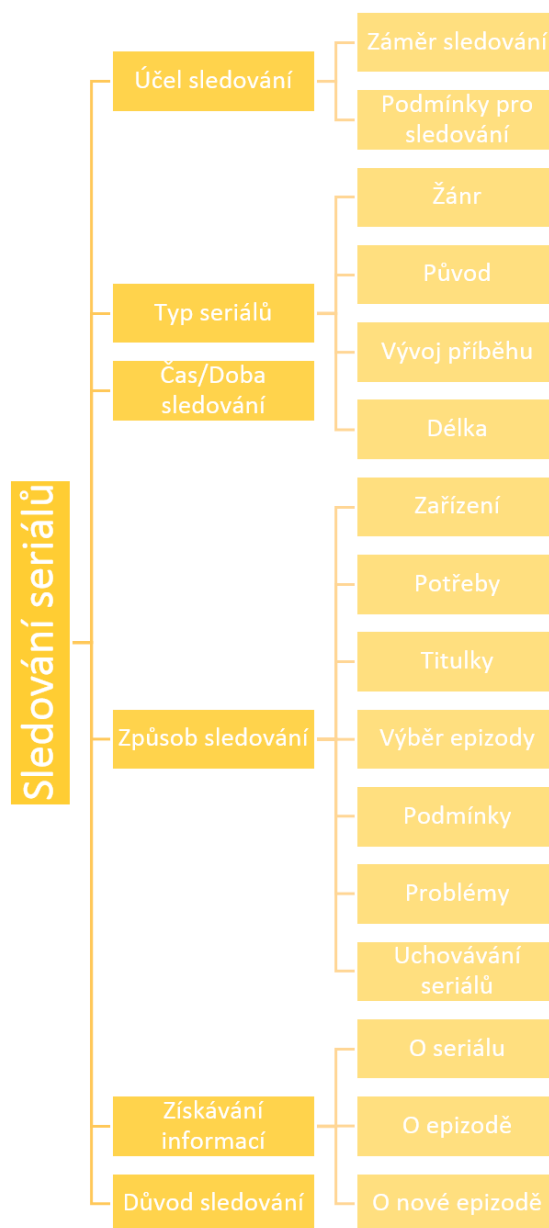 Sledování seriálů
Účel sledování
Záměr sledování
Podmínky pro
sledování
Typ seriálů
Žánr
Původ
Vývoj příběhu
Délka
Čas/Doba
sledování
Způsob sledování
Zařízení
Potřeby
Titulky
Výběr epizody
Podmínky
Problémy
Uchovávání
seriálů
Získávání
informací
O seriálu
O epizodě
O nové epizodě
Důvod sledování